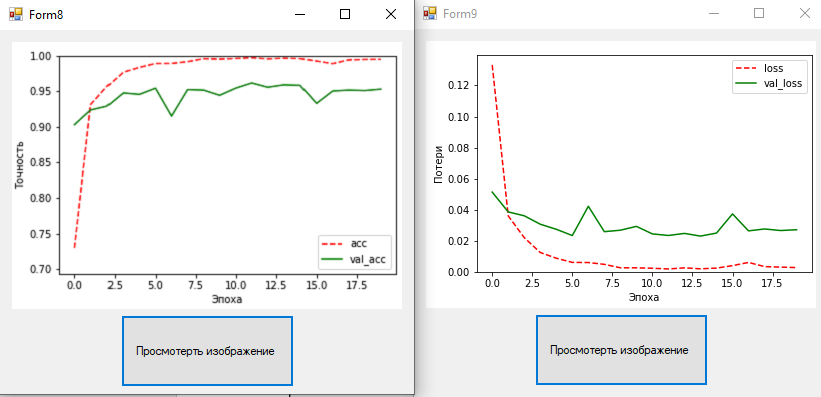 Form8
1.00
0.95
0.90
0.85
0.80
0.75
0.70
Точность
acc
val_acc
0.0 2.5 5.0 7.5 10.0 12.5 15.0 17.5
Эпоха
Просмотерть изображение
Form9
0.12
0.10
0.08
0.06
0.04
0.02
0.00
Потери
loss
val_loss
0.0 2.5 5.0 7.5 10.0 12.5 15.0 17.5
Эпоха
Просмотерть изображение